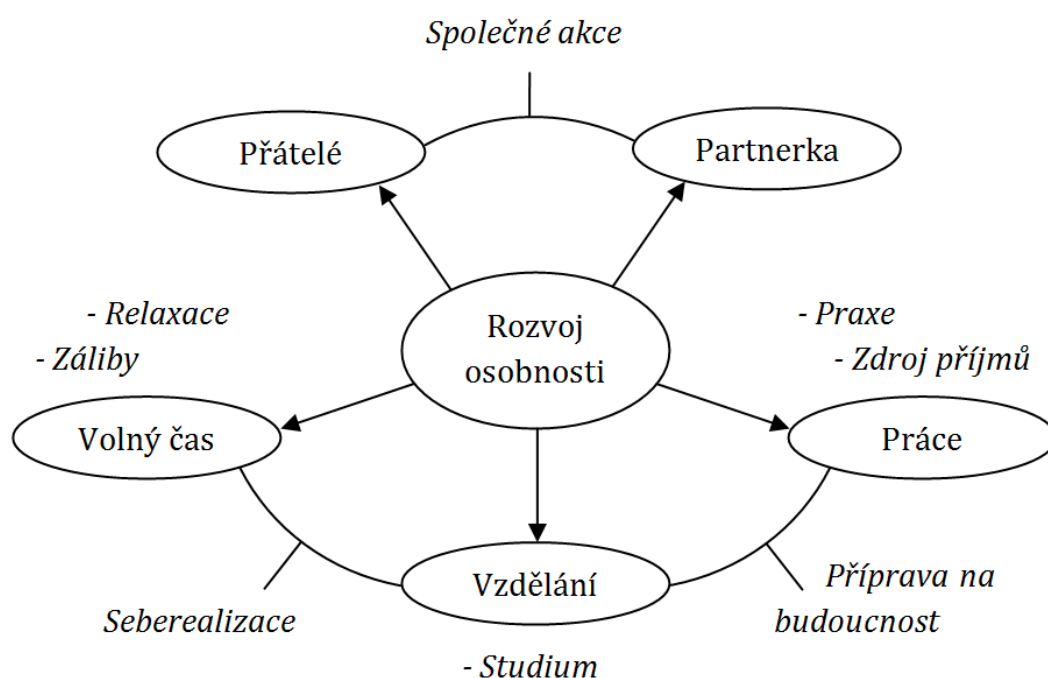 Společné akce
Přátelé
Partnerka
- Relaxace
- Záliby
Rozvoj
osobnosti
- Praxe
- Zdroj příjmů
Volný čas
Práce
Vzdělání
Seberealizace
Příprava na
budoucnost
- Studium